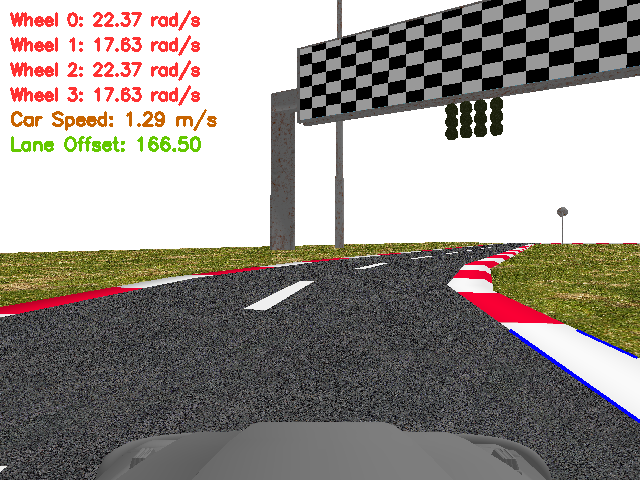 Wheel 0: 22.37 rad/s
Wheel 1: 17.63 rad/s
Wheel 2: 22.37 rad/s
Wheel 3: 17.63 rad/s
Car Speed: 1.29 m/s
Lane Offset: 166.50